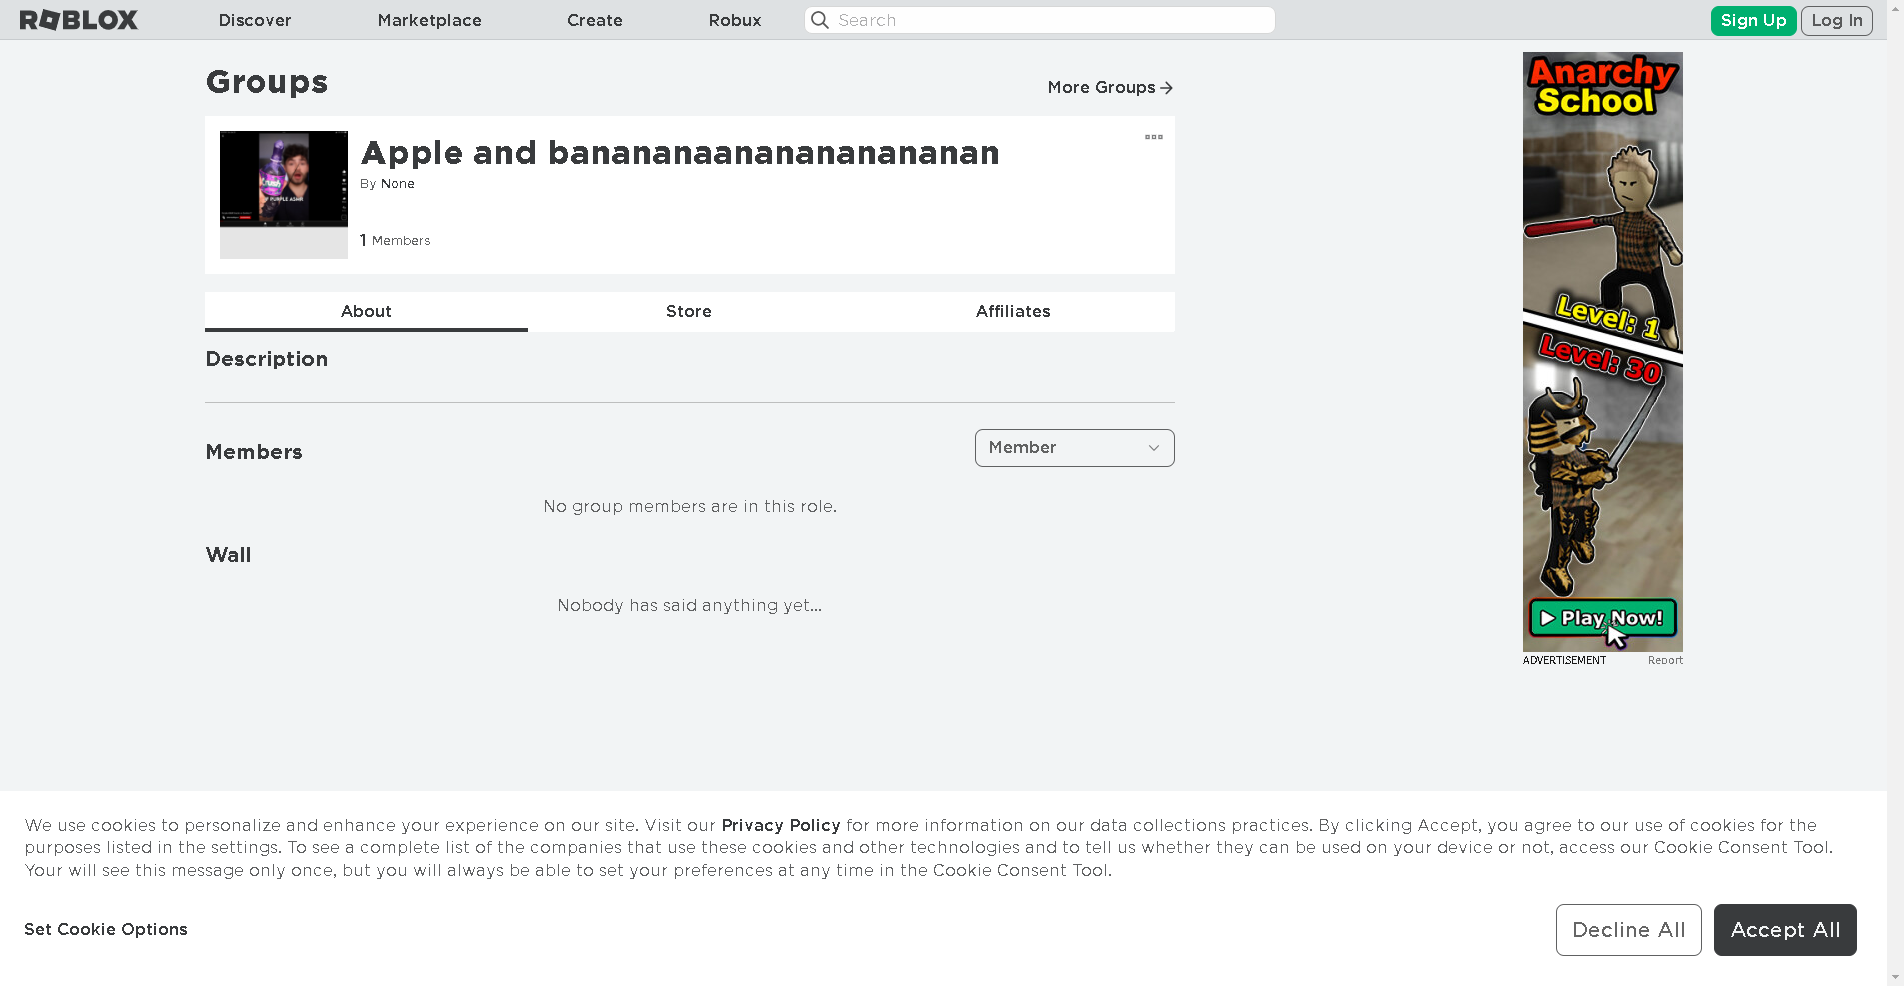 ROBLOX
Discover
Marketplace
Create
Robux
Search
Sign Up
Log In
Groups
More Groups
Apple and banananaanananananan
By None
1 Members
Krush
PURPLE ASMR
About
Store
Affiliates
Description
Members
Member
No group members are in this role.
Wall
Nobody has said anything yet...
Anarchy
School
Level: 1
Level: 30
Play Now!
ADVERTISEMENT
Report
We use cookies to personalize and enhance your experience on our site. Visit our Privacy Policy for more information on our data collections practices. By clicking Accept, you agree to our use of cookies for the
purposes listed in the settings. To see a complete list of the companies that use these cookies and other technologies and to tell us whether they can be used on your device or not, access our Cookie Consent Tool.
Your will see this message only once, but you will always be able to set your preferences at any time in the Cookie Consent Tool.
Set Cookie Options
Decline All
Accept All